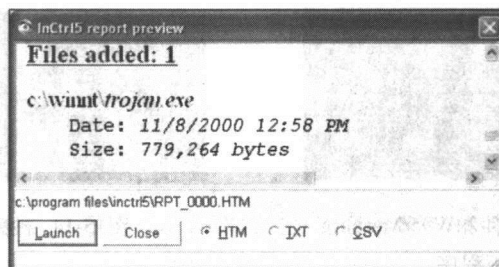 InCtrl5 report preview
Files added: 1
c:\winnt\trojan.exe
Date: 11/8/2000 12:58 PM
Size: 779,264 bytes
c:\program files\inctrl5\RPT_0000.HTM
Launch Close HTM TXT CSV